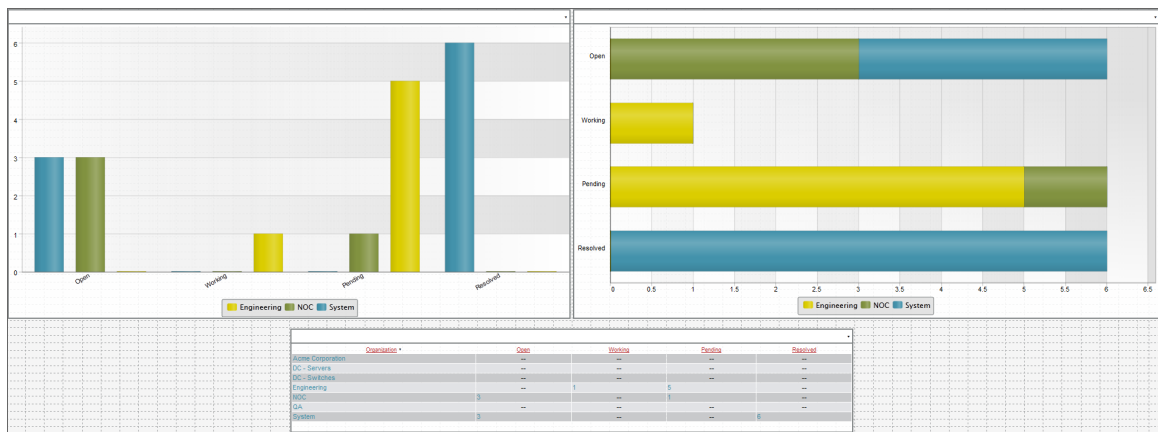 6
5
4
3
2
1
0
Open
Working
Pending
Resolved
Engineering NOC System
Open
Working
Pending
Resolved
0 0.5 1 1.5 2 2.5 3 3.5 4 4.5 5 5.5 6 6.5
Engineering NOC System
Organization Open Working Pending Resolved
Acme Corporation -- -- -- --
DC - Servers -- -- -- --
DC - Switches -- -- -- --
Engineering -- 1 5 --
NOC 3 -- 1 --
QA -- -- -- --
System 3 -- -- 6